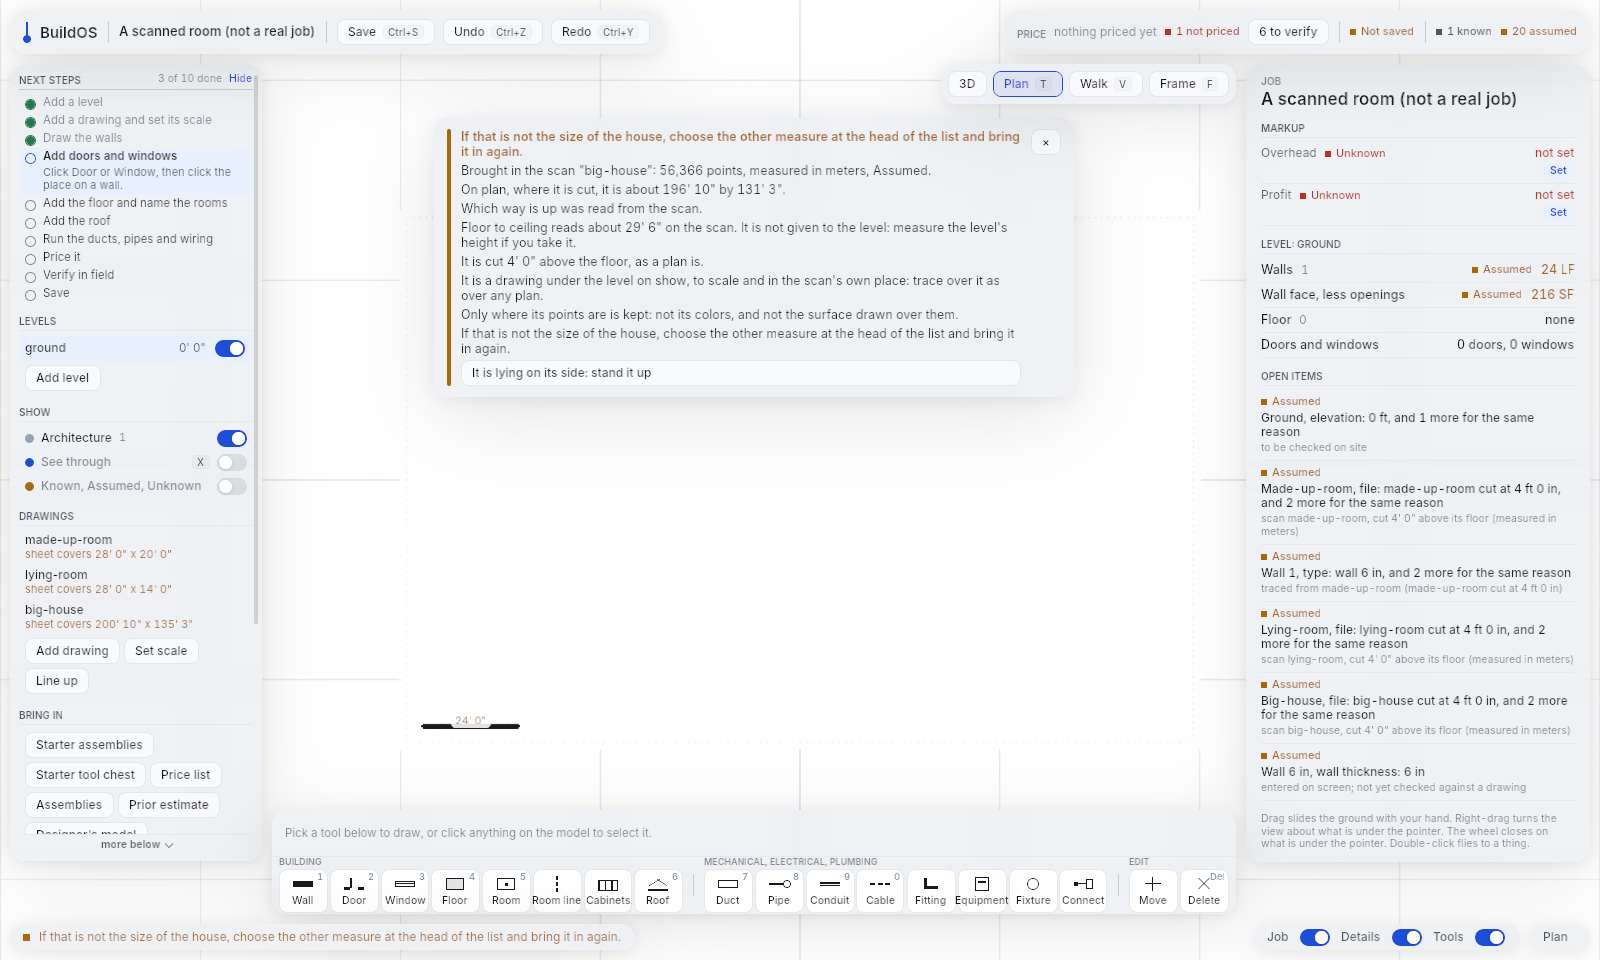 BuildOS
A scanned room (not a real job)
Save Ctrl+S
Undo Ctrl+Z
Redo Ctrl+Y
PRICE nothing priced yet
1 not priced
6 to verify
Not saved
1 known
20 assumed
NEXT STEPS 3 of 10 done Hide
Add a level
Add a drawing and set its scale
Draw the walls
Add doors and windows
Click Door or Window, then click the
place on a wall.
Add the floor and name the rooms
Add the roof
Run the ducts, pipes and wiring
Price it
Verify in field
Save
LEVELS
ground 0' 0"
Add level
SHOW
Architecture 1
See through X
Known, Assumed, Unknown
DRAWINGS
made-up-room
sheet covers 28' 0" x 20' 0"
lying-room
sheet covers 28' 0" x 14' 0"
big-house
sheet covers 200' 10" x 135' 3"
Add drawing
Set scale
Line up
BRING IN
Starter assemblies
Starter tool chest
Price list
Assemblies
Prior estimate
Designer's model
more below
3D
Plan T
Walk V
Frame F
If that is not the size of the house, choose the other measure at the head of the list and bring
it in again.
×
Brought in the scan "big-house": 56,366 points, measured in meters, Assumed.
On plan, where it is cut, it is about 196' 10" by 131' 3".
Which way is up was read from the scan.
Floor to ceiling reads about 29' 6" on the scan. It is not given to the level: measure the level's
height if you take it.
It is cut 4' 0" above the floor, as a plan is.
It is a drawing under the level on show, to scale and in the scan's own place: trace over it as
over any plan.
Only where its points are is kept: not its colors, and not the surface drawn over them.
If that is not the size of the house, choose the other measure at the head of the list and bring it
in again.
It is lying on its side: stand it up
24' 0"
JOB
A scanned room (not a real job)
MARKUP
Overhead Unknown not set
Set
Profit Unknown not set
Set
LEVEL: GROUND
Walls 1 Assumed 24 LF
Wall face, less openings Assumed 216 SF
Floor 0 none
Doors and windows 0 doors, 0 windows
OPEN ITEMS
Assumed
Ground, elevation: 0 ft, and 1 more for the same
reason
to be checked on site
Assumed
Made-up-room, file: made-up-room cut at 4 ft 0 in,
and 2 more for the same reason
scan made-up-room, cut 4' 0" above its floor (measured in
meters)
Assumed
Wall 1, type: wall 6 in, and 2 more for the same reason
traced from made-up-room (made-up-room cut at 4 ft 0 in)
Assumed
Lying-room, file: lying-room cut at 4 ft 0 in, and 2
more for the same reason
scan lying-room, cut 4' 0" above its floor (measured in meters)
Assumed
Big-house, file: big-house cut at 4 ft 0 in, and 2 more
for the same reason
scan big-house, cut 4' 0" above its floor (measured in meters)
Assumed
Wall 6 in, wall thickness: 6 in
entered on screen; not yet checked against a drawing
Drag slides the ground with your hand. Right-drag turns the
view about what is under the pointer. The wheel closes on
what is under the pointer. Double-click flies to a thing.
Pick a tool below to draw, or click anything on the model to select it.
BUILDING
Wall 1
Door 2
Window 3
Floor 4
Room 5
Room line
Cabinets
Roof 6
MECHANICAL, ELECTRICAL, PLUMBING
Duct 7
Pipe 8
Conduit 9
Cable 0
Fitting
Equipment
Fixture
Connect
EDIT
Move
Delete Del
If that is not the size of the house, choose the other measure at the head of the list and bring it in again.
Job
Details
Tools
Plan